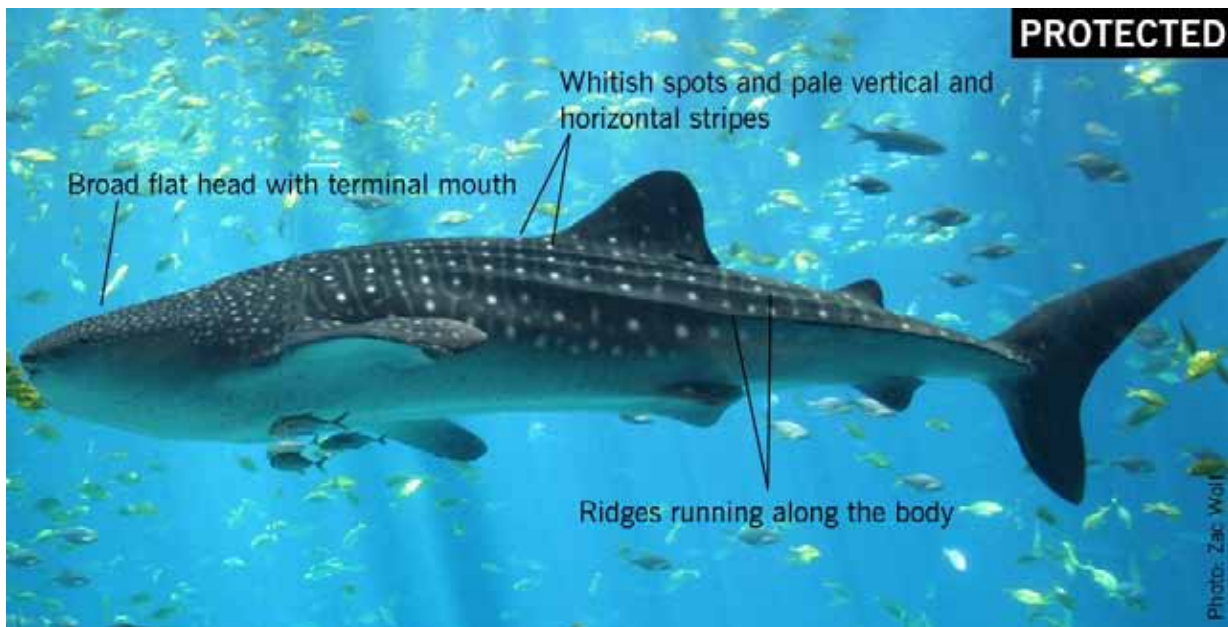 PROTECTED
Whitish spots and pale vertical and
horizontal stripes
Broad flat head with terminal mouth
Ridges running along the body
Photo: Zac Wolf